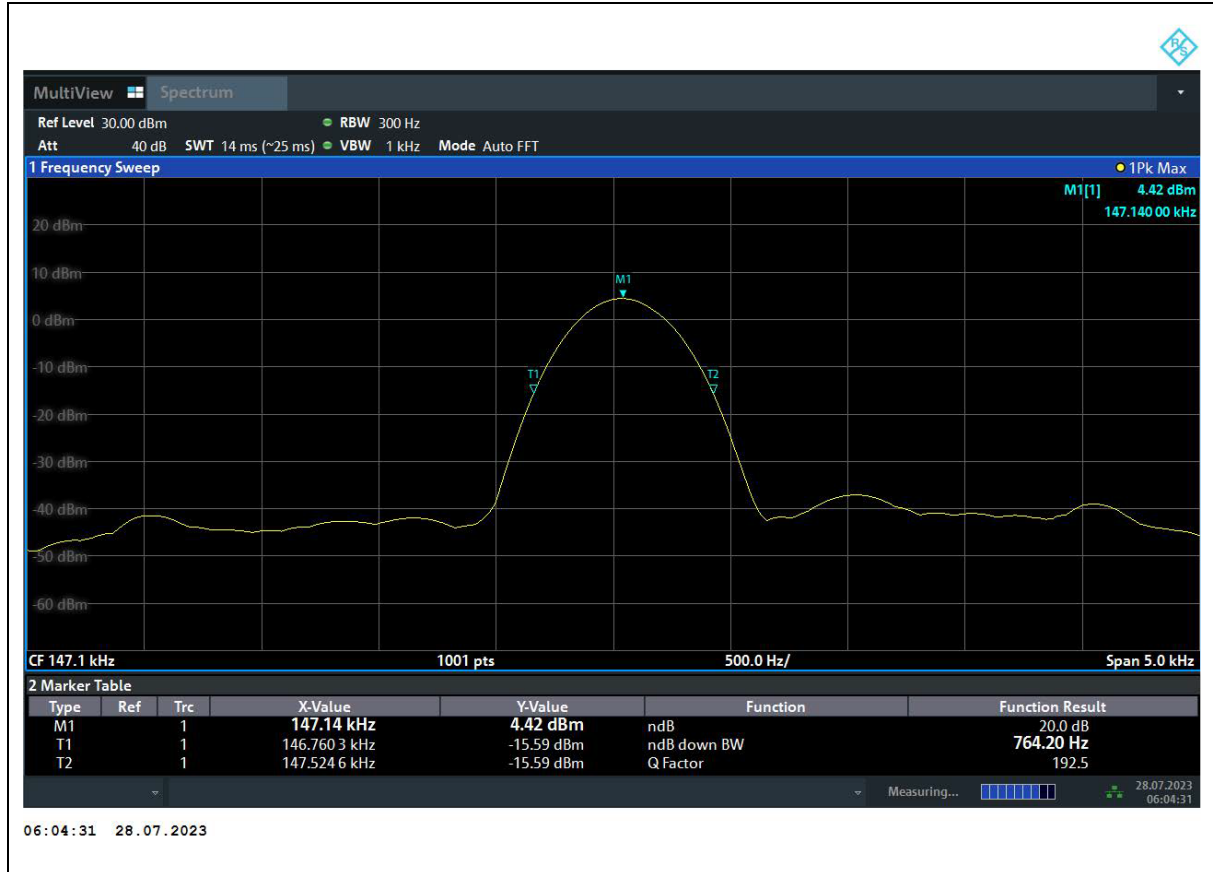 R&S
MultiView Spectrum
Ref Level 30.00 dBm RBW 300 Hz
Att 40 dB SWT 14 ms (~25 ms) VBW 1 kHz Mode Auto FFT
1 Frequency Sweep 1Pk Max
M1[1] 4.42 dBm
147.140 00 kHz
20 dBm
10 dBm
M1
0 dBm
-10 dBm
T1 T2
-20 dBm
-30 dBm
-40 dBm
-50 dBm
-60 dBm
CF 147.1 kHz 1001 pts 500.0 Hz/ Span 5.0 kHz
2 Marker Table
Type Ref Trc X-Value Y-Value Function Function Result
M1 1 147.14 kHz 4.42 dBm ndB 20.0 dB
T1 1 146.760 3 kHz -15.59 dBm ndB down BW 764.20 Hz
T2 1 147.524 6 kHz -15.59 dBm Q Factor 192.5
Measuring... 28.07.2023
06:04:31
06:04:31 28.07.2023